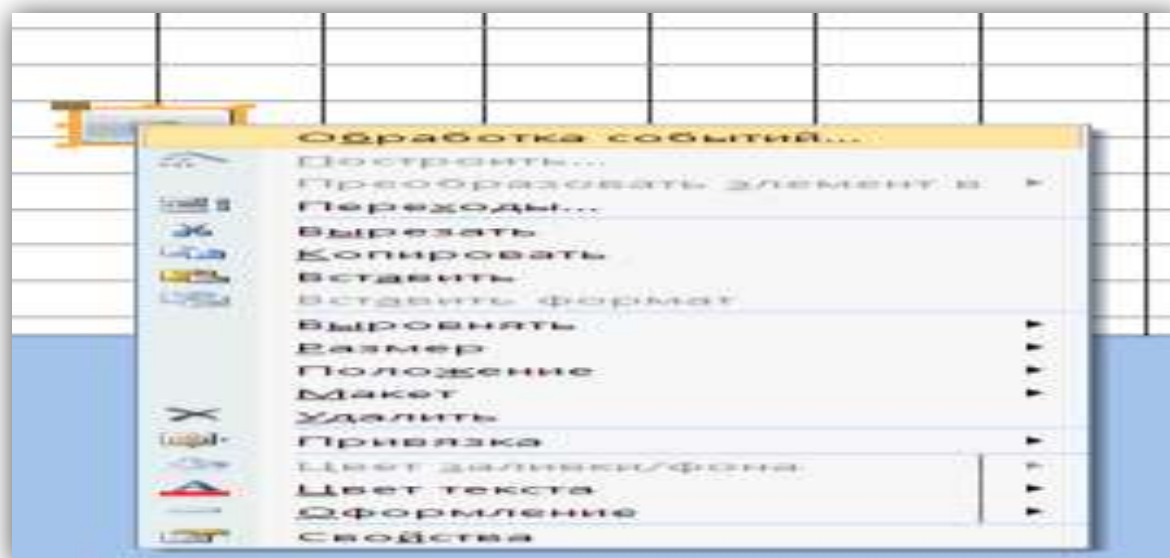 Обработка событий...
Построить...
Преобразовать элемент в
Переходы...
Вырезать
Копировать
Вставить
Вставить формат
Выровнять
Размер
Положение
Макет
Удалить
Привязка
Цвет заливки/фона
Цвет текста
Оформление
Свойства